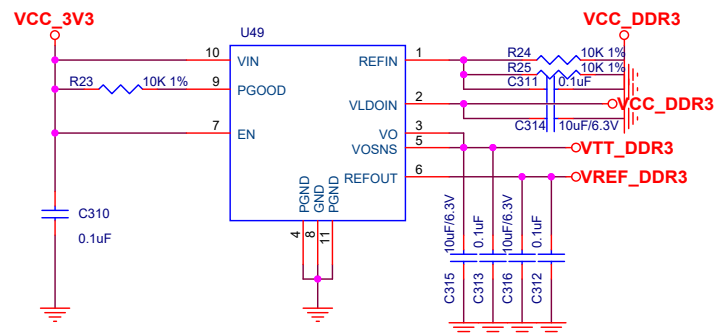 VCC_3V3
VCC_DDR3
U49
10
VIN
REFIN
1
R24
10K 1%
R23
10K 1%
9
PGOOD
R25
10K 1%
C311
0.1uF
VLDOIN
2
VCC_DDR3
7
EN
VO
3
C314
10uF/6.3V
VOSNS
5
VTT_DDR3
REFOUT
6
VREF_DDR3
PGND
GND
PGND
4
8
11
C310
0.1uF
10uF/6.3V
0.1uF
10uF/6.3V
0.1uF
C315
C313
C316
C312